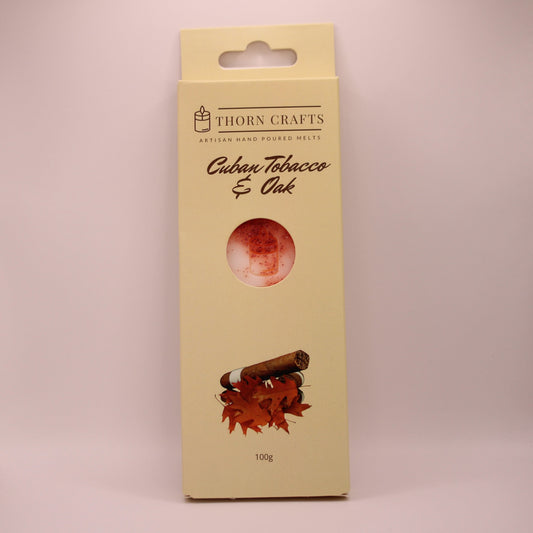 THORN CRAFTS
ARTISAN HAND POURED MELTS
Cuban Tobacco
& Oak
100g